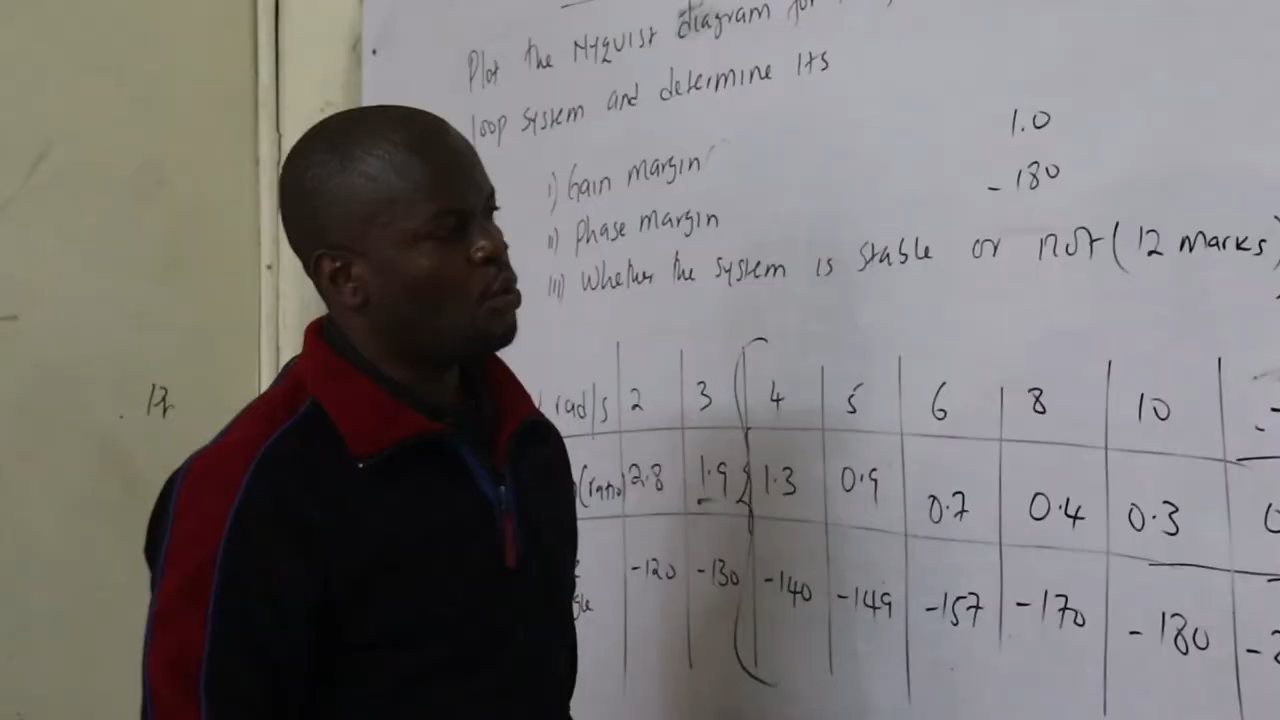 Plot the NYQUIST diagram for
loop system and determine its
1.0
i) Gain margin
-180
ii) Phase margin
iii) Whether the system is stable or not (12 marks)
rad/s 2 3 4 5 6 8 10
(ratio) 2.8 1.9 1.3 0.9 0.7 0.4 0.3
-120 -130 -140 -149 -157 -170 -180